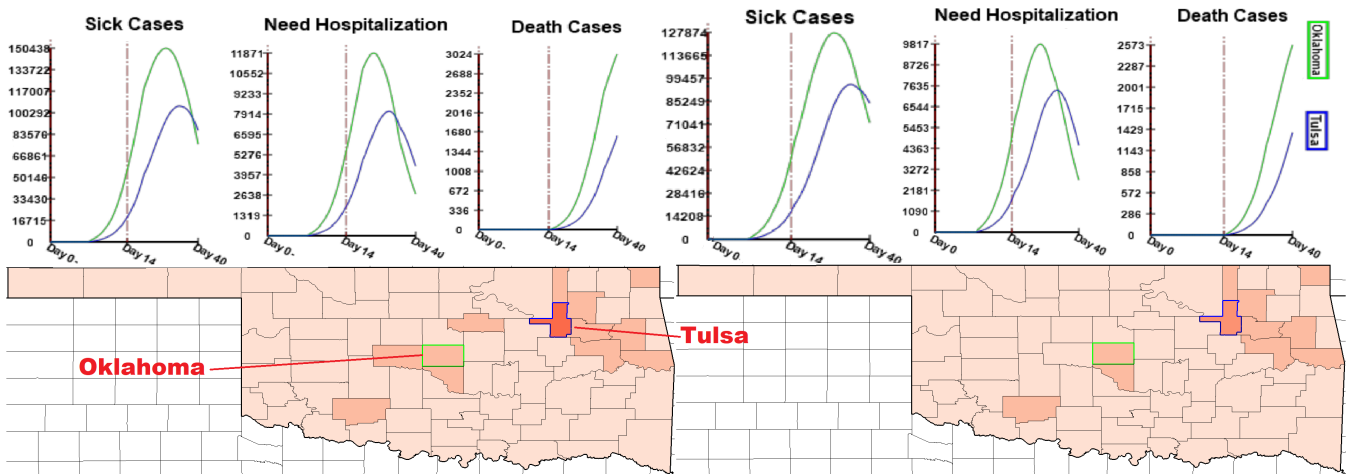 Sick Cases
150438
133722
117007
100292
83576
66861
50146
33430
16715
0
Day 0-
Day 14
Day 40
Need Hospitalization
11871
10552
9233
7914
6595
5276
3957
2638
1319
0
Day 0-
Day 14
Day 40
Death Cases
3024
2688
2352
2016
1680
1344
1008
672
336
0
Day 0-
Day 14
Day 40
Sick Cases
127874
113665
99457
85249
71041
56832
42624
28416
14208
0
Day 0
Day 14
Day 40
Need Hospitalization
9817
8726
7635
6544
5453
4363
3272
2181
1090
0
Day 0
Day 14
Day 40
Death Cases
2573
2287
2001
1715
1429
1143
858
572
286
0
Day 0
Day 14
Day 40
Oklahoma
Tulsa
Oklahoma
Tulsa